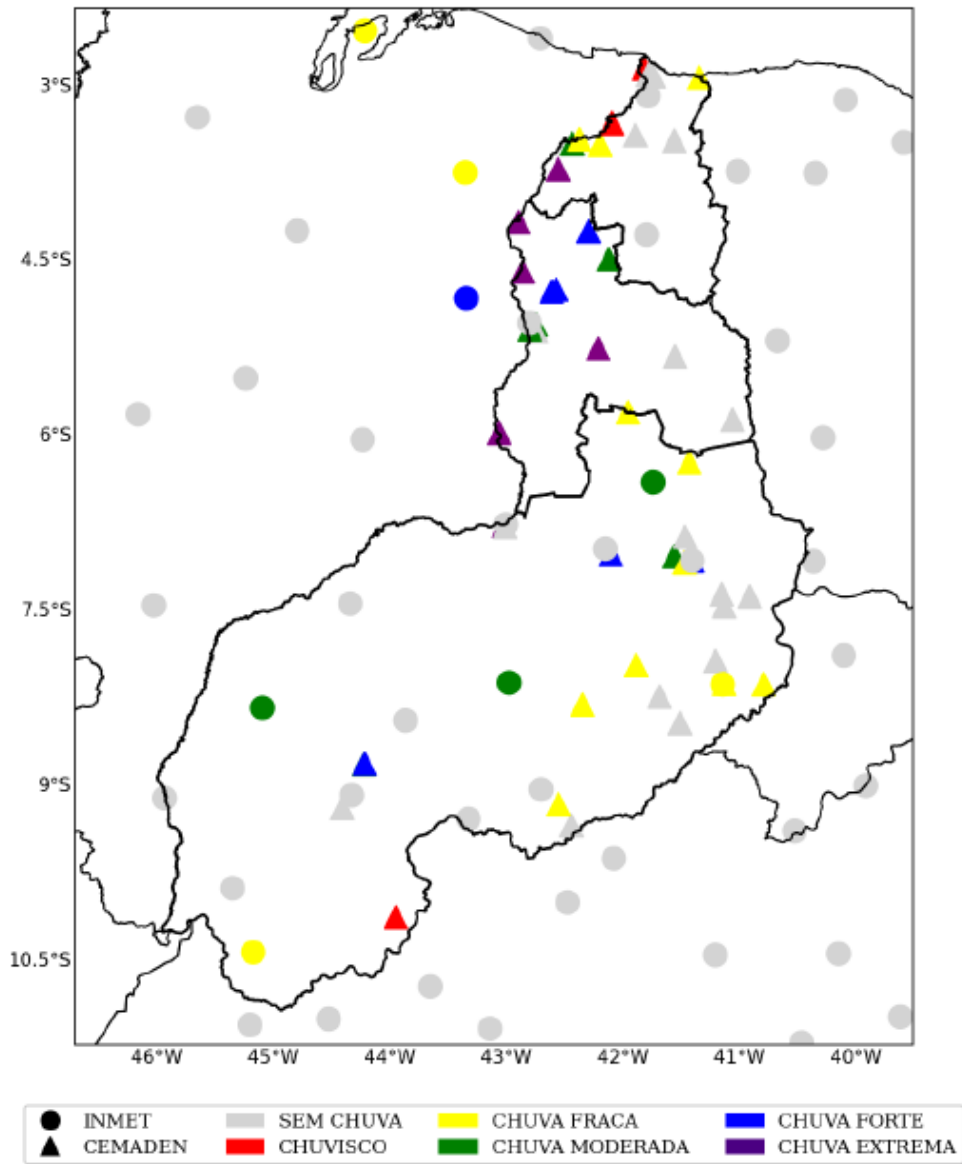 3°S
4.5°S
6°S
7.5°S
9°S
10.5°S
46°W 45°W 44°W 43°W 42°W 41°W 40°W
INMET SEM CHUVA CHUVA FRACA CHUVA FORTE
CEMADEN CHUVISCO CHUVA MODERADA CHUVA EXTREMA